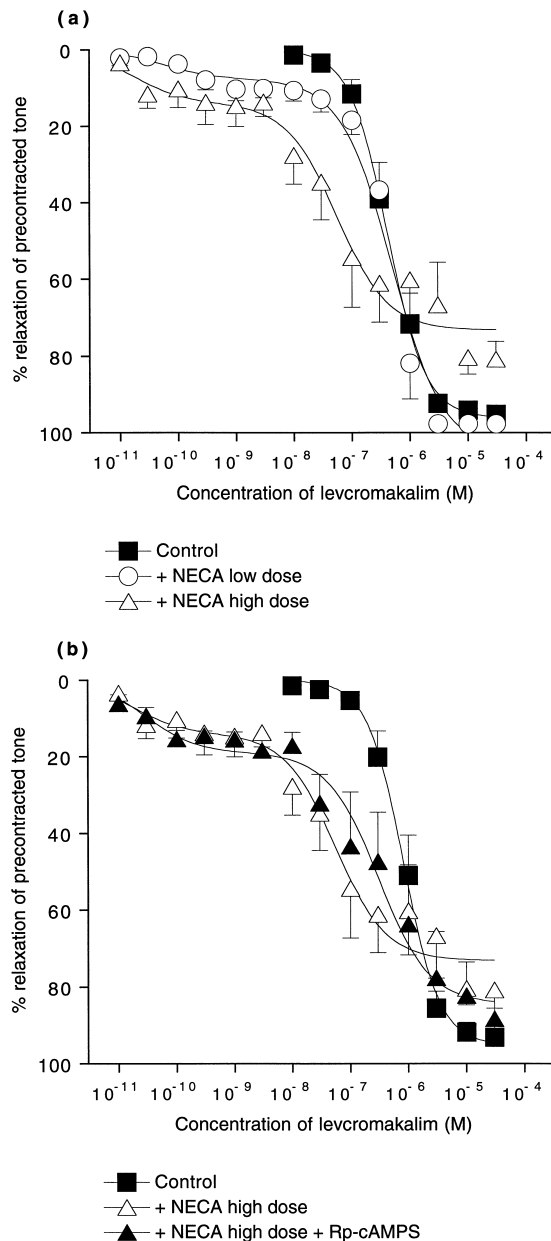 (a)
% relaxation of precontracted tone
0
20
40
60
80
100
10⁻¹¹ 10⁻¹⁰ 10⁻⁹ 10⁻⁸ 10⁻⁷ 10⁻⁶ 10⁻⁵ 10⁻⁴
Concentration of levcromakalim (M)
Control
+ NECA low dose
+ NECA high dose
(b)
% relaxation of precontracted tone
0
20
40
60
80
100
10⁻¹¹ 10⁻¹⁰ 10⁻⁹ 10⁻⁸ 10⁻⁷ 10⁻⁶ 10⁻⁵ 10⁻⁴
Concentration of levcromakalim (M)
Control
+ NECA high dose
+ NECA high dose + Rp-cAMPS